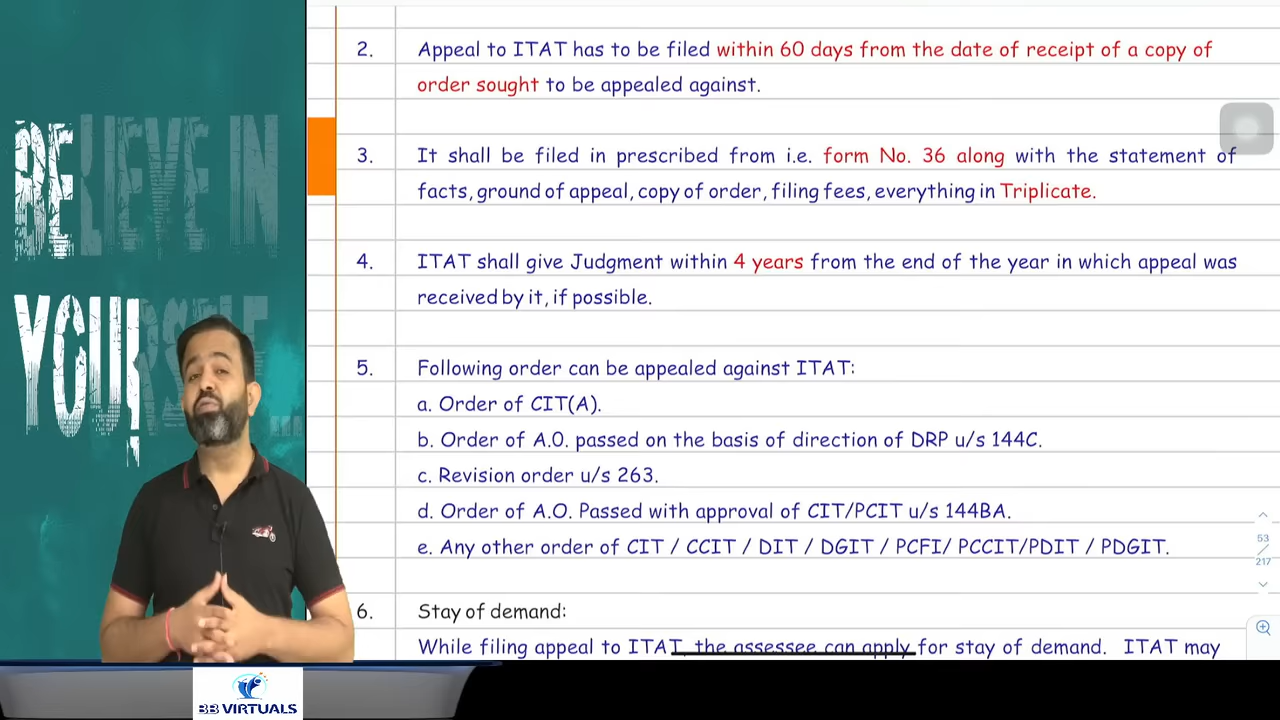 BELIEVE IN
YOURSELF...
2. Appeal to ITAT has to be filed within 60 days from the date of receipt of a copy of
order sought to be appealed against.
3. It shall be filed in prescribed from i.e. form No. 36 along with the statement of
facts, ground of appeal, copy of order, filing fees, everything in Triplicate.
4. ITAT shall give Judgment within 4 years from the end of the year in which appeal was
received by it, if possible.
5. Following order can be appealed against ITAT:
a. Order of CIT(A).
b. Order of A.O. passed on the basis of direction of DRP u/s 144C.
c. Revision order u/s 263.
d. Order of A.O. Passed with approval of CIT/PCIT u/s 144BA.
e. Any other order of CIT / CCIT / DIT / DGIT / PCFI/ PCCIT/PDIT / PDGIT.
53
217
6. Stay of demand:
While filing appeal to ITAT, the assessee can apply for stay of demand. ITAT may
BB VIRTUALS